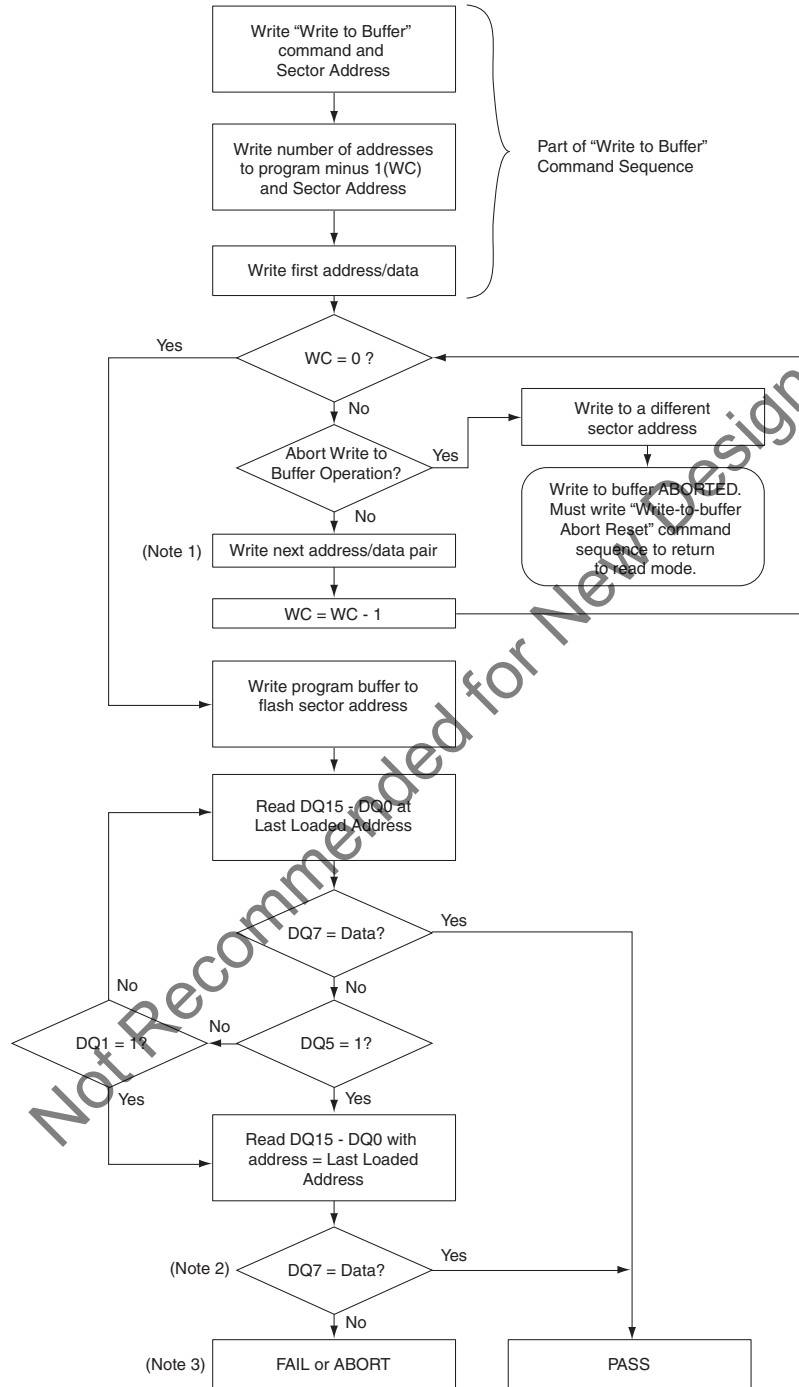 Write “Write to Buffer”
command and
Sector Address
Write number of addresses
to program minus 1(WC)
and Sector Address
Part of “Write to Buffer”
Command Sequence
Write first address/data
Yes
WC = 0 ?
No
Write to a different
sector address
Abort Write to
Buffer Operation?
Yes
Write to buffer ABORTED.
Must write “Write-to-buffer
Abort Reset” command
sequence to return
to read mode.
No
(Note 1)
Write next address/data pair
WC = WC - 1
Write program buffer to
flash sector address
Read DQ15 - DQ0 at
Last Loaded Address
DQ7 = Data?
Yes
No
No
DQ1 = 1?
No
DQ5 = 1?
Yes
Yes
Read DQ15 - DQ0 with
address = Last Loaded
Address
(Note 2)
DQ7 = Data?
Yes
No
(Note 3)
FAIL or ABORT
PASS
Not Recommended for New Design